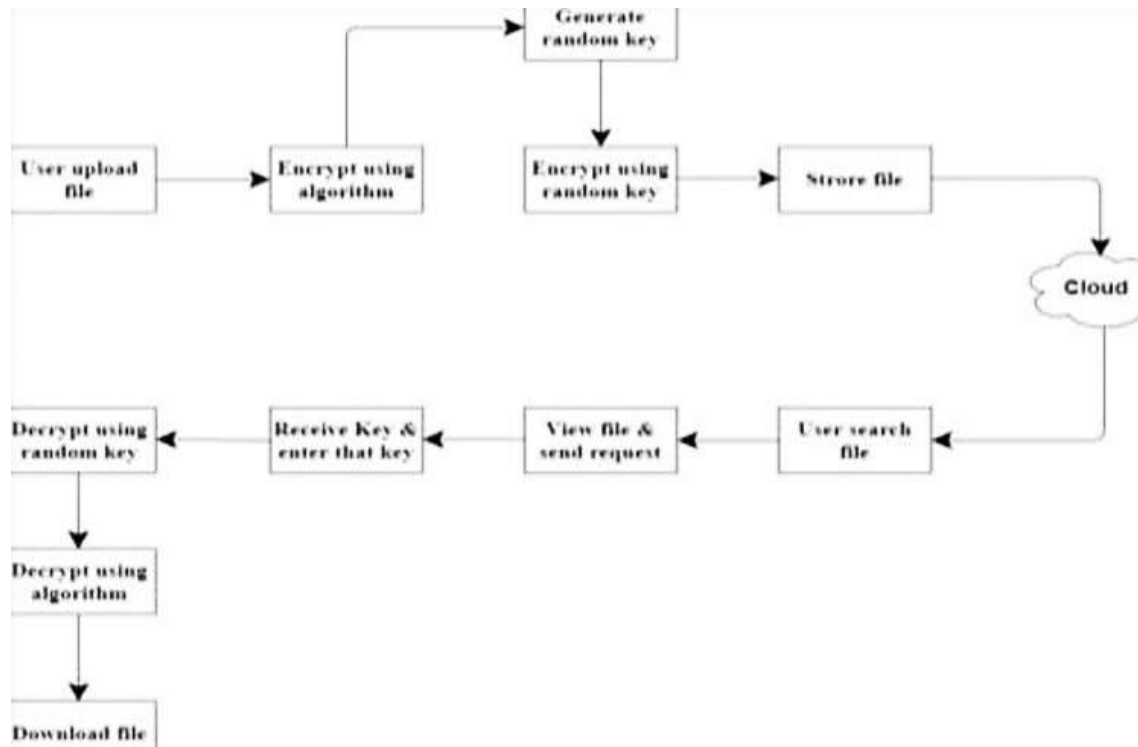 Generate
random key
User upload
file
Encrypt using
algorithm
Encrypt using
random key
Strore file
Cloud
Decrypt using
random key
Receive Key &
enter that key
View file &
send request
User search
file
Decrypt using
algorithm
Download file